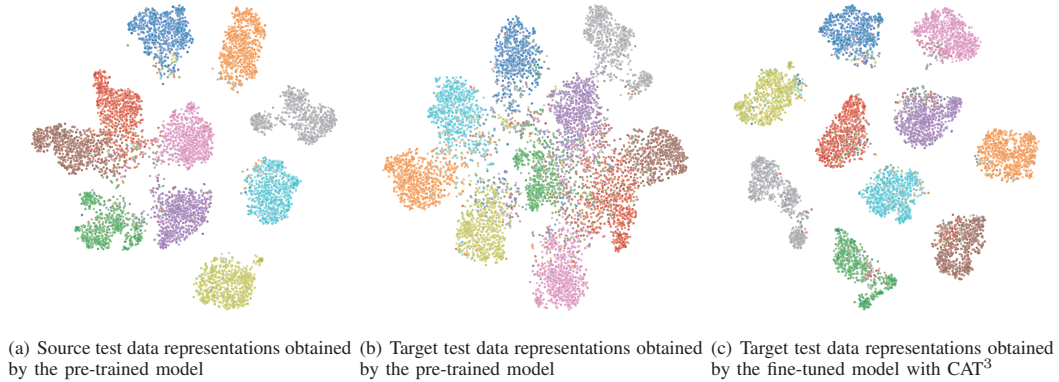 (a) Source test data representations obtained
by the pre-trained model
(b) Target test data representations obtained
by the pre-trained model
(c) Target test data representations obtained
by the fine-tuned model with CAT³